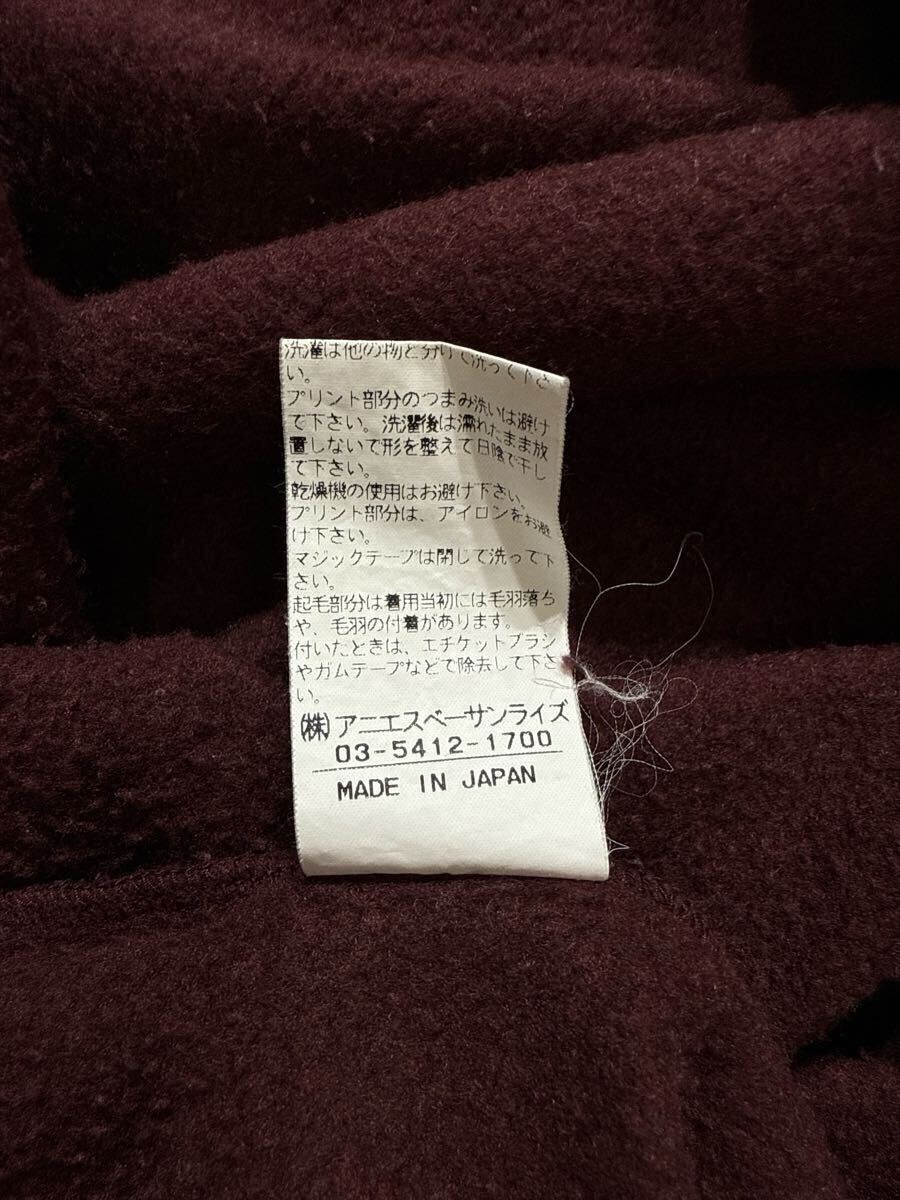 洗濯は他の物と分けて洗って下さ
い。
プリント部分のつまみ洗いは避け
て下さい。洗濯後は濡れたまま放
置しないで形を整えて日陰で干し
て下さい。
乾燥機の使用はお避け下さい。
プリント部分は、アイロンをお避
け下さい。
マジックテープは閉じて洗って下
さい。
起毛部分は着用当初には毛羽落ち
や、毛羽の付着があります。
付いたときは、エチケットブラシ
やガムテープなどで除去して下さ
い。
(株)アニエスベーサンライズ
03-5412-1700
MADE IN JAPAN